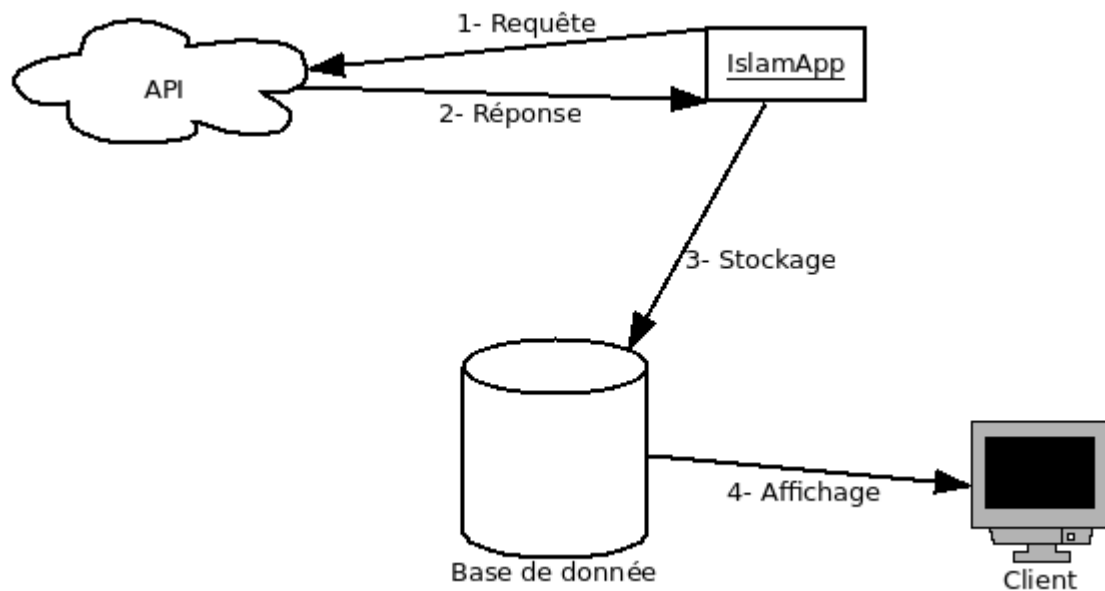 1- Requête
IslamApp
API
2- Réponse
3- Stockage
4- Affichage
Base de donnée
Client